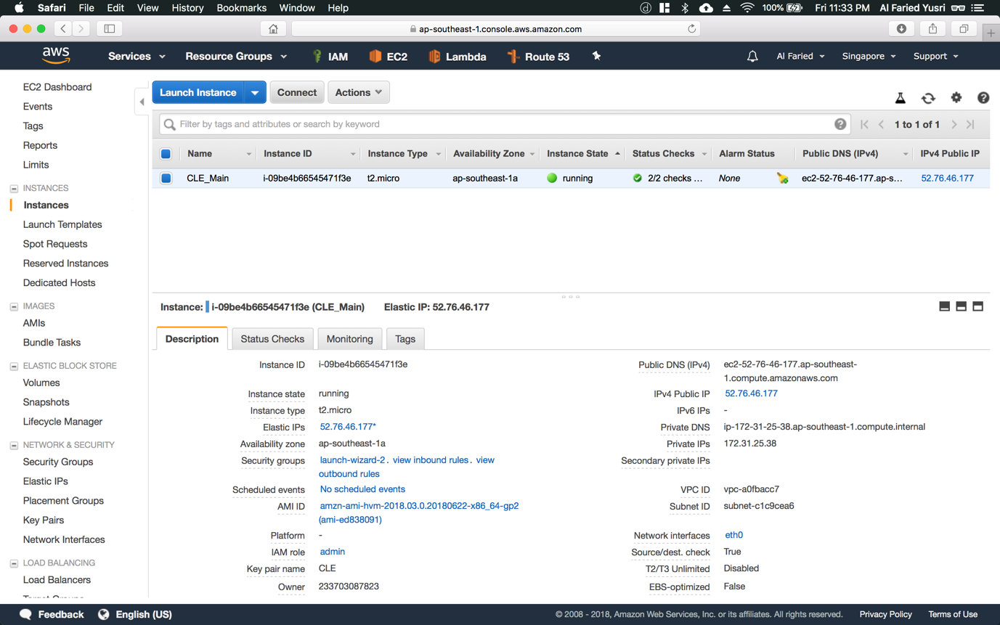 Safari File Edit View History Bookmarks Window Help 100% Fri 11:33 PM Al Faried Yusri
ap-southeast-1.console.aws.amazon.com
aws Services Resource Groups IAM EC2 Lambda Route 53 Al Faried Singapore Support
EC2 Dashboard
Events
Tags
Reports
Limits
INSTANCES
Instances
Launch Templates
Spot Requests
Reserved Instances
Dedicated Hosts
IMAGES
AMIs
Bundle Tasks
ELASTIC BLOCK STORE
Volumes
Snapshots
Lifecycle Manager
NETWORK & SECURITY
Security Groups
Elastic IPs
Placement Groups
Key Pairs
Network Interfaces
LOAD BALANCING
Load Balancers
Launch Instance Connect Actions
Filter by tags and attributes or search by keyword 1 to 1 of 1
Name Instance ID Instance Type Availability Zone Instance State Status Checks Alarm Status Public DNS (IPv4) IPv4 Public IP
CLE_Main i-09be4b66545471f3e t2.micro ap-southeast-1a running 2/2 checks ... None ec2-52-76-46-177.ap-s... 52.76.46.177
Instance: i-09be4b66545471f3e (CLE_Main) Elastic IP: 52.76.46.177
Description Status Checks Monitoring Tags
Instance ID i-09be4b66545471f3e
Instance state running
Instance type t2.micro
Elastic IPs 52.76.46.177*
Availability zone ap-southeast-1a
Security groups launch-wizard-2. view inbound rules. view
outbound rules
Scheduled events No scheduled events
AMI ID amzn-ami-hvm-2018.03.0.20180622-x86_64-gp2
(ami-ed838091)
Platform -
IAM role admin
Key pair name CLE
Owner 233703087823
Public DNS (IPv4) ec2-52-76-46-177.ap-southeast-
1.compute.amazonaws.com
IPv4 Public IP 52.76.46.177
IPv6 IPs -
Private DNS ip-172-31-25-38.ap-southeast-1.compute.internal
Private IPs 172.31.25.38
Secondary private IPs
VPC ID vpc-a0fbacc7
Subnet ID subnet-c1c9cea6
Network interfaces eth0
Source/dest. check True
T2/T3 Unlimited Disabled
EBS-optimized False
Feedback English (US) © 2008 - 2018, Amazon Web Services, Inc. or its affiliates. All rights reserved. Privacy Policy Terms of Use